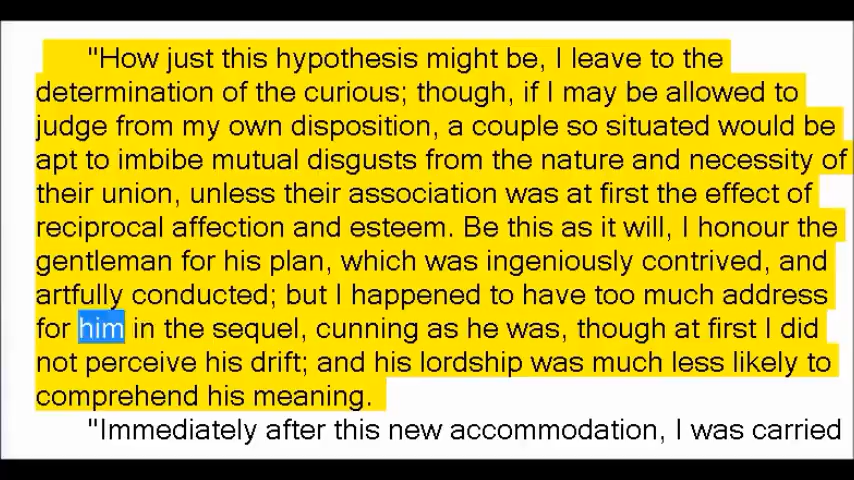 "How just this hypothesis might be, I leave to the
determination of the curious; though, if I may be allowed to
judge from my own disposition, a couple so situated would be
apt to imbibe mutual disgusts from the nature and necessity of
their union, unless their association was at first the effect of
reciprocal affection and esteem. Be this as it will, I honour the
gentleman for his plan, which was ingeniously contrived, and
artfully conducted; but I happened to have too much address
for him in the sequel, cunning as he was, though at first I did
not perceive his drift; and his lordship was much less likely to
comprehend his meaning.
"Immediately after this new accommodation, I was carried